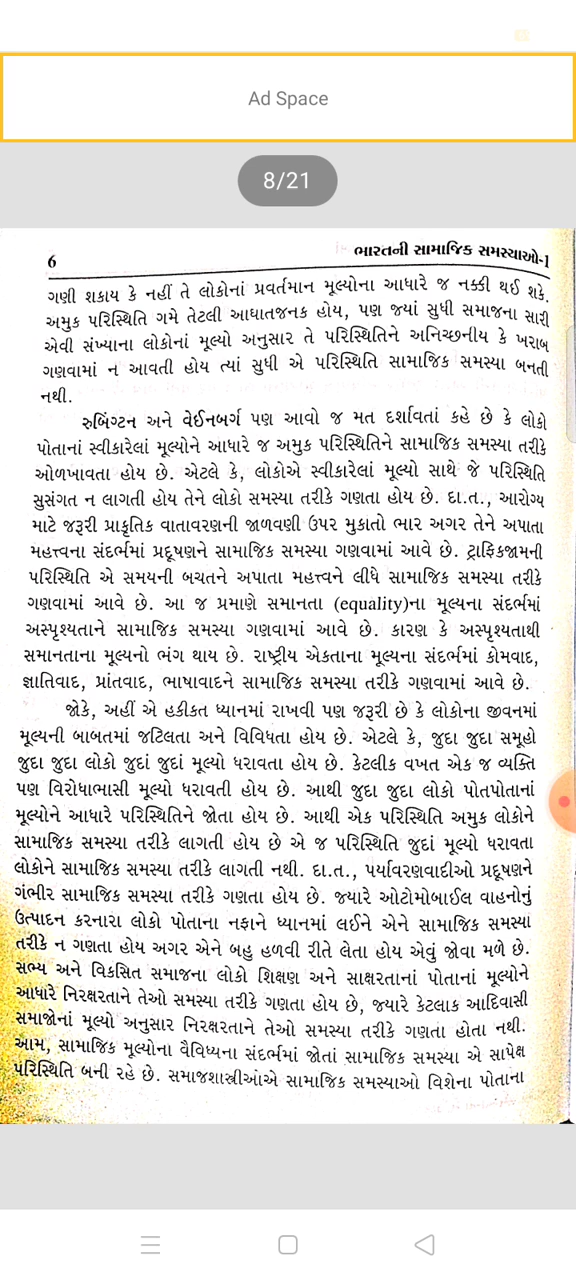 Ad Space
8/21
6
ભારતની સામાજિક સમસ્યાઓ-1
ગણી શકાય કે નહીં તે લોકોનાં પ્રવર્તમાન મૂલ્યોના આધારે જ નક્કી થઈ શકે.
અમુક પરિસ્થિતિ ગમે તેટલી આઘાતજનક હોય, પણ જ્યાં સુધી સમાજના સારી
એવી સંખ્યાના લોકોનાં મૂલ્યો અનુસાર તે પરિસ્થિતિને અનિચ્છનીય કે ખરાબ
ગણવામાં ન આવતી હોય ત્યાં સુધી એ પરિસ્થિતિ સામાજિક સમસ્યા બનતી
નથી.
રુબિંગ્ટન અને વેઈનબર્ગ પણ આવો જ મત દર્શાવતાં કહે છે કે લોકો
પોતાનાં સ્વીકારેલાં મૂલ્યોને આધારે જ અમુક પરિસ્થિતિને સામાજિક સમસ્યા તરીકે
ઓળખાવતા હોય છે. એટલે કે, લોકોએ સ્વીકારેલાં મૂલ્યો સાથે જે પરિસ્થિતિ
સુસંગત ન લાગતી હોય તેને લોકો સમસ્યા તરીકે ગણતા હોય છે. દા.ત., આરોગ્ય
માટે જરૂરી પ્રાકૃતિક વાતાવરણની જાળવણી ઉપર મુકાતો ભાર અગર તેને અપાતા
મહત્ત્વના સંદર્ભમાં પ્રદૂષણને સામાજિક સમસ્યા ગણવામાં આવે છે. ટ્રાફિકજામની
પરિસ્થિતિ એ સમયની બચતને અપાતા મહત્ત્વને લીધે સામાજિક સમસ્યા તરીકે
ગણવામાં આવે છે. આ જ પ્રમાણે સમાનતા (equality)ના મૂલ્યના સંદર્ભમાં
અસ્પૃશ્યતાને સામાજિક સમસ્યા ગણવામાં આવે છે. કારણ કે અસ્પૃશ્યતાથી
સમાનતાના મૂલ્યનો ભંગ થાય છે. રાષ્ટ્રીય એકતાના મૂલ્યના સંદર્ભમાં કોમવાદ,
જ્ઞાતિવાદ, પ્રાંતવાદ, ભાષાવાદને સામાજિક સમસ્યા તરીકે ગણવામાં આવે છે.
જોકે, અહીં એ હકીકત ધ્યાનમાં રાખવી પણ જરૂરી છે કે લોકોના જીવનમાં
મૂલ્યની બાબતમાં જટિલતા અને વિવિધતા હોય છે. એટલે કે, જુદા જુદા સમૂહો
જુદા જુદા લોકો જુદાં જુદાં મૂલ્યો ધરાવતા હોય છે. કેટલીક વખત એક જ વ્યક્તિ
પણ વિરોધાભાસી મૂલ્યો ધરાવતી હોય છે. આથી જુદા જુદા લોકો પોતપોતાનાં
મૂલ્યોને આધારે પરિસ્થિતિને જોતા હોય છે. આથી એક પરિસ્થિતિ અમુક લોકોને
સામાજિક સમસ્યા તરીકે લાગતી હોય છે એ જ પરિસ્થિતિ જુદાં મૂલ્યો ધરાવતા
લોકોને સામાજિક સમસ્યા તરીકે લાગતી નથી. દા.ત., પર્યાવરણવાદીઓ પ્રદૂષણને
ગંભીર સામાજિક સમસ્યા તરીકે ગણતા હોય છે. જ્યારે ઓટોમોબાઈલ વાહનોનું
ઉત્પાદન કરનારા લોકો પોતાના નફાને ધ્યાનમાં લઈને એને સામાજિક સમસ્યા
તરીકે ન ગણતા હોય અગર એને બહુ હળવી રીતે લેતા હોય એવું જોવા મળે છે.
સભ્ય અને વિકસિત સમાજના લોકો શિક્ષણ અને સાક્ષરતાનાં પોતાનાં મૂલ્યોને
આધારે નિરક્ષરતાને તેઓ સમસ્યા તરીકે ગણતા હોય છે, જ્યારે કેટલાક આદિવાસી
સમાજોનાં મૂલ્યો અનુસાર નિરક્ષરતાને તેઓ સમસ્યા તરીકે ગણતા હોતા નથી.
આમ, સામાજિક મૂલ્યોના વૈવિધ્યના સંદર્ભમાં જોતાં સામાજિક સમસ્યા એ સાપેક્ષ
પરિસ્થિતિ બની રહે છે. સમાજશાસ્ત્રીઓએ સામાજિક સમસ્યાઓ વિશેના પોતાના